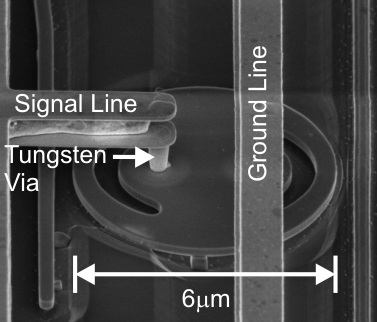 Signal Line
Ground Line
Tungsten
Via
6μm